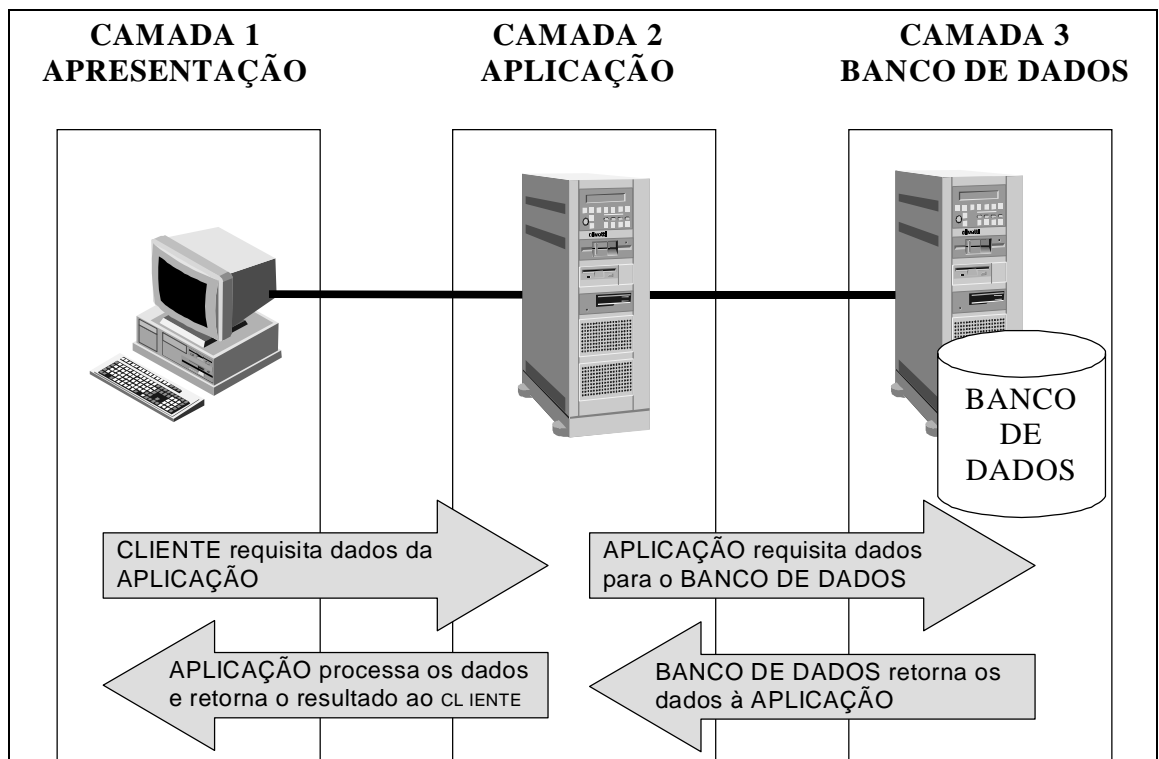 CAMADA 1
APRESENTAÇÃO
CAMADA 2
APLICAÇÃO
CAMADA 3
BANCO DE DADOS
BANCO
DE
DADOS
CLIENTE requisita dados da
APLICAÇÃO
APLICAÇÃO requisita dados
para o BANCO DE DADOS
APLICAÇÃO processa os dados
e retorna o resultado ao CL IENTE
BANCO DE DADOS retorna os
dados à APLICAÇÃO